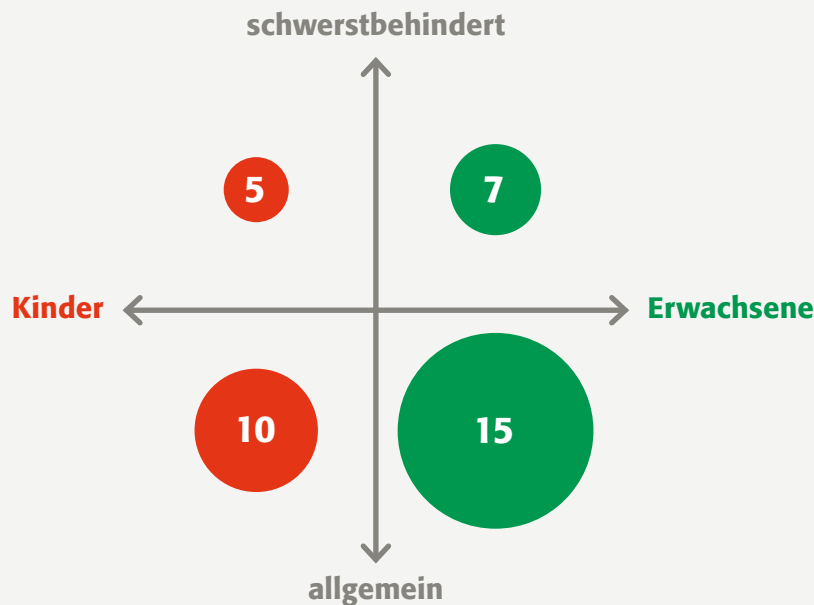 schwerstbehindert
5
7
Kinder
Erwachsene
10
15
allgemein